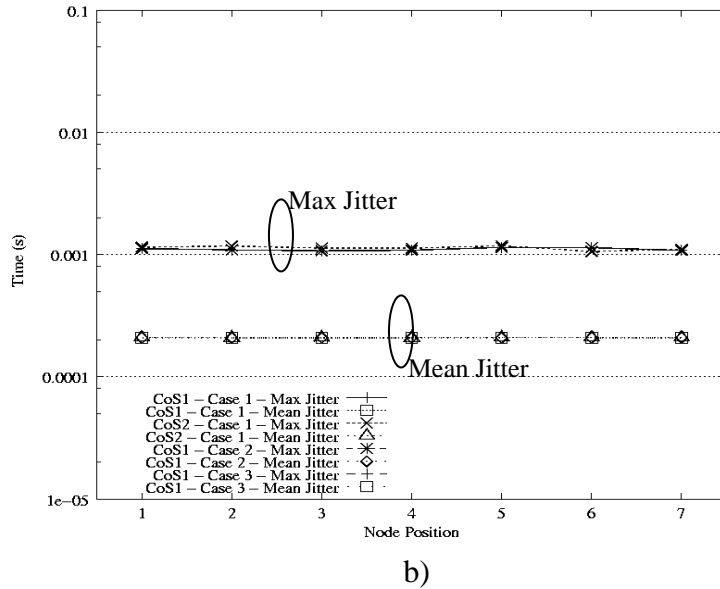 0.1
0.01
0.001
0.0001
1e-05
Time (s)
Max Jitter
Mean Jitter
CoS1 – Case 1 – Max Jitter
CoS1 – Case 1 – Mean Jitter
CoS2 – Case 1 – Max Jitter
CoS2 – Case 1 – Mean Jitter
CoS1 – Case 2 – Max Jitter
CoS1 – Case 2 – Mean Jitter
CoS1 – Case 3 – Max Jitter
CoS1 – Case 3 – Mean Jitter
1 2 3 4 5 6 7
Node Position
b)